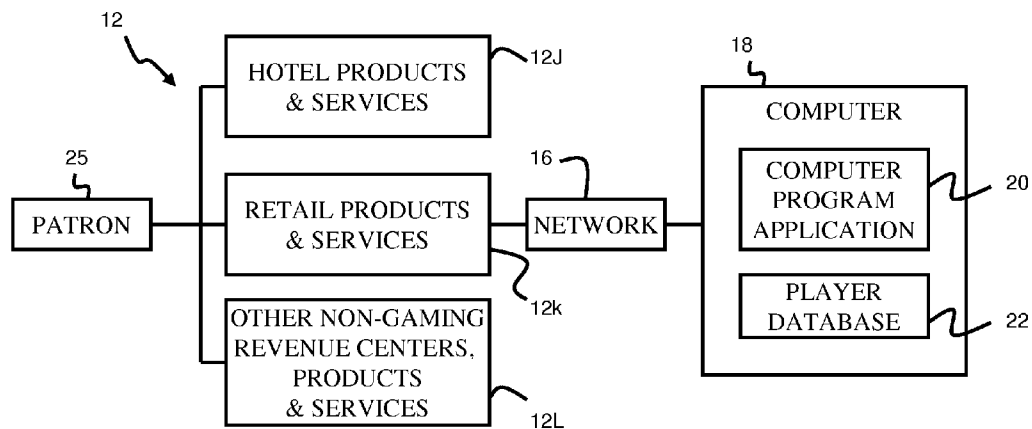 12
HOTEL PRODUCTS
& SERVICES
12J
18
COMPUTER
25
PATRON
RETAIL PRODUCTS
& SERVICES
12k
16
NETWORK
COMPUTER
PROGRAM
APPLICATION
20
PLAYER
DATABASE
22
OTHER NON-GAMING
REVENUE CENTERS,
PRODUCTS
& SERVICES
12L